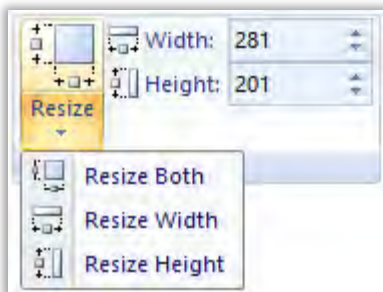 Width: 281
Height: 201
Resize
Resize Both
Resize Width
Resize Height